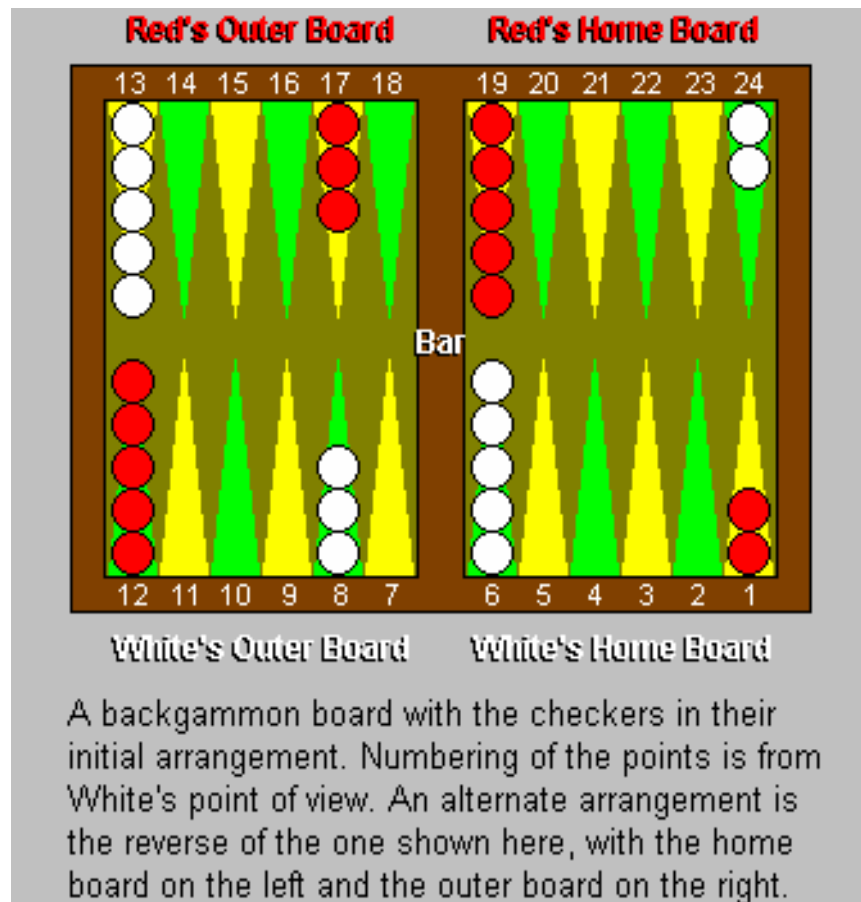 Red's Outer Board Red's Home Board
13 14 15 16 17 18 19 20 21 22 23 24
Bar
12 11 10 9 8 7 6 5 4 3 2 1
White's Outer Board White's Home Board
A backgammon board with the checkers in their
initial arrangement. Numbering of the points is from
White's point of view. An alternate arrangement is
the reverse of the one shown here, with the home
board on the left and the outer board on the right.